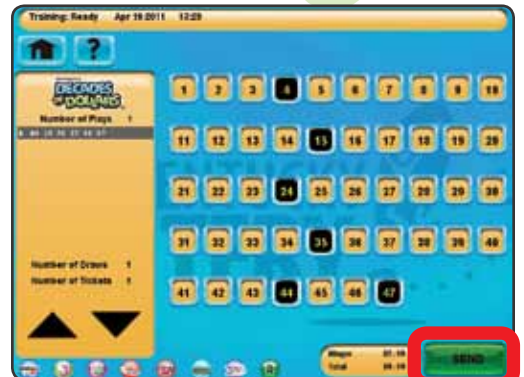 Training: Ready Apr 19 2011 12:29
?
DECADES
of DOLLARS
Number of Plays 1
1 2 3 4 5 6 7 8 9 10
11 12 13 14 15 16 17 18 19 20
21 22 23 24 25 26 27 28 29 30
31 32 33 34 35 36 37 38 39 40
41 42 43 44 45 46 47
Number of Draws 1
Number of Tickets 1
Wager
Total
SEND